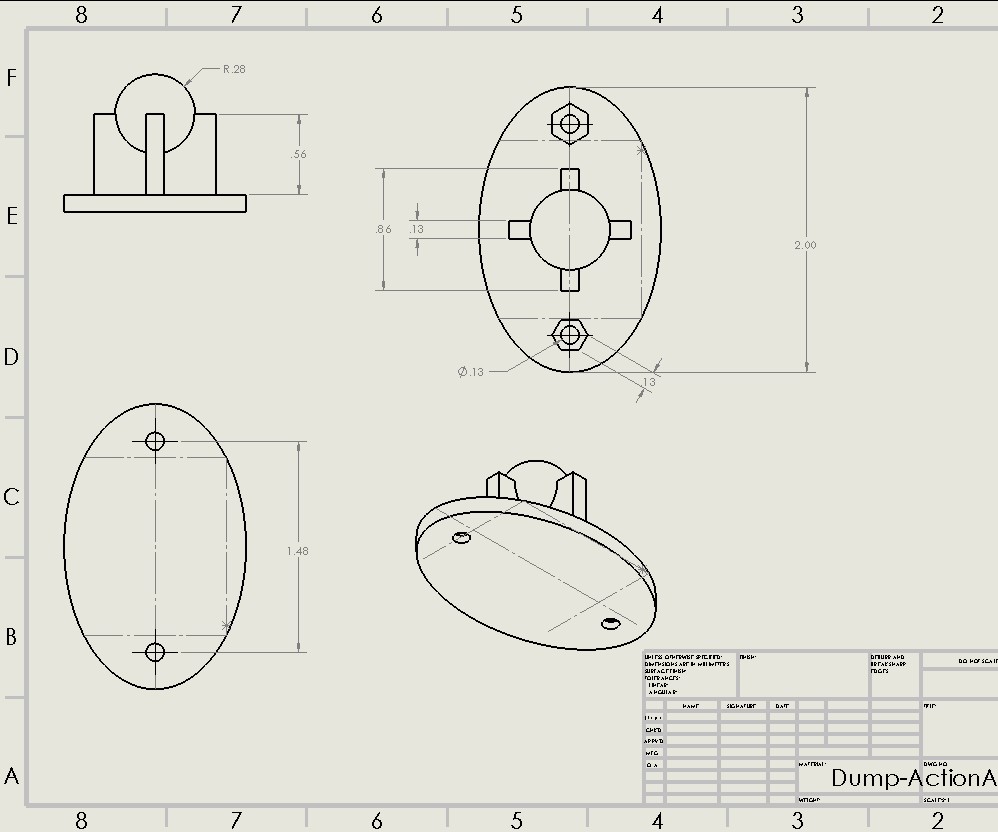 8 7 6 5 4 3 2
F
E
D
C
B
A
R.28
.56
.86
.13
2.00
Ø.13
.13
1.48
UNLESS OTHERWISE SPECIFIED:
DIMENSIONS ARE IN MILLIMETERS
SURFACE FINISH:
TOLERANCES:
LINEAR:
ANGULAR:
FINISH:
DEBURR AND
BREAK SHARP
EDGES
DO NOT SCALE
NAME SIGNATURE DATE
TITLE:
CHK'D
APPV'D
MFG
Q.A
MATERIAL:
DWG NO.
Dump-ActionA
WEIGHT:
SCALE:1:1
8 7 6 5 4 3 2